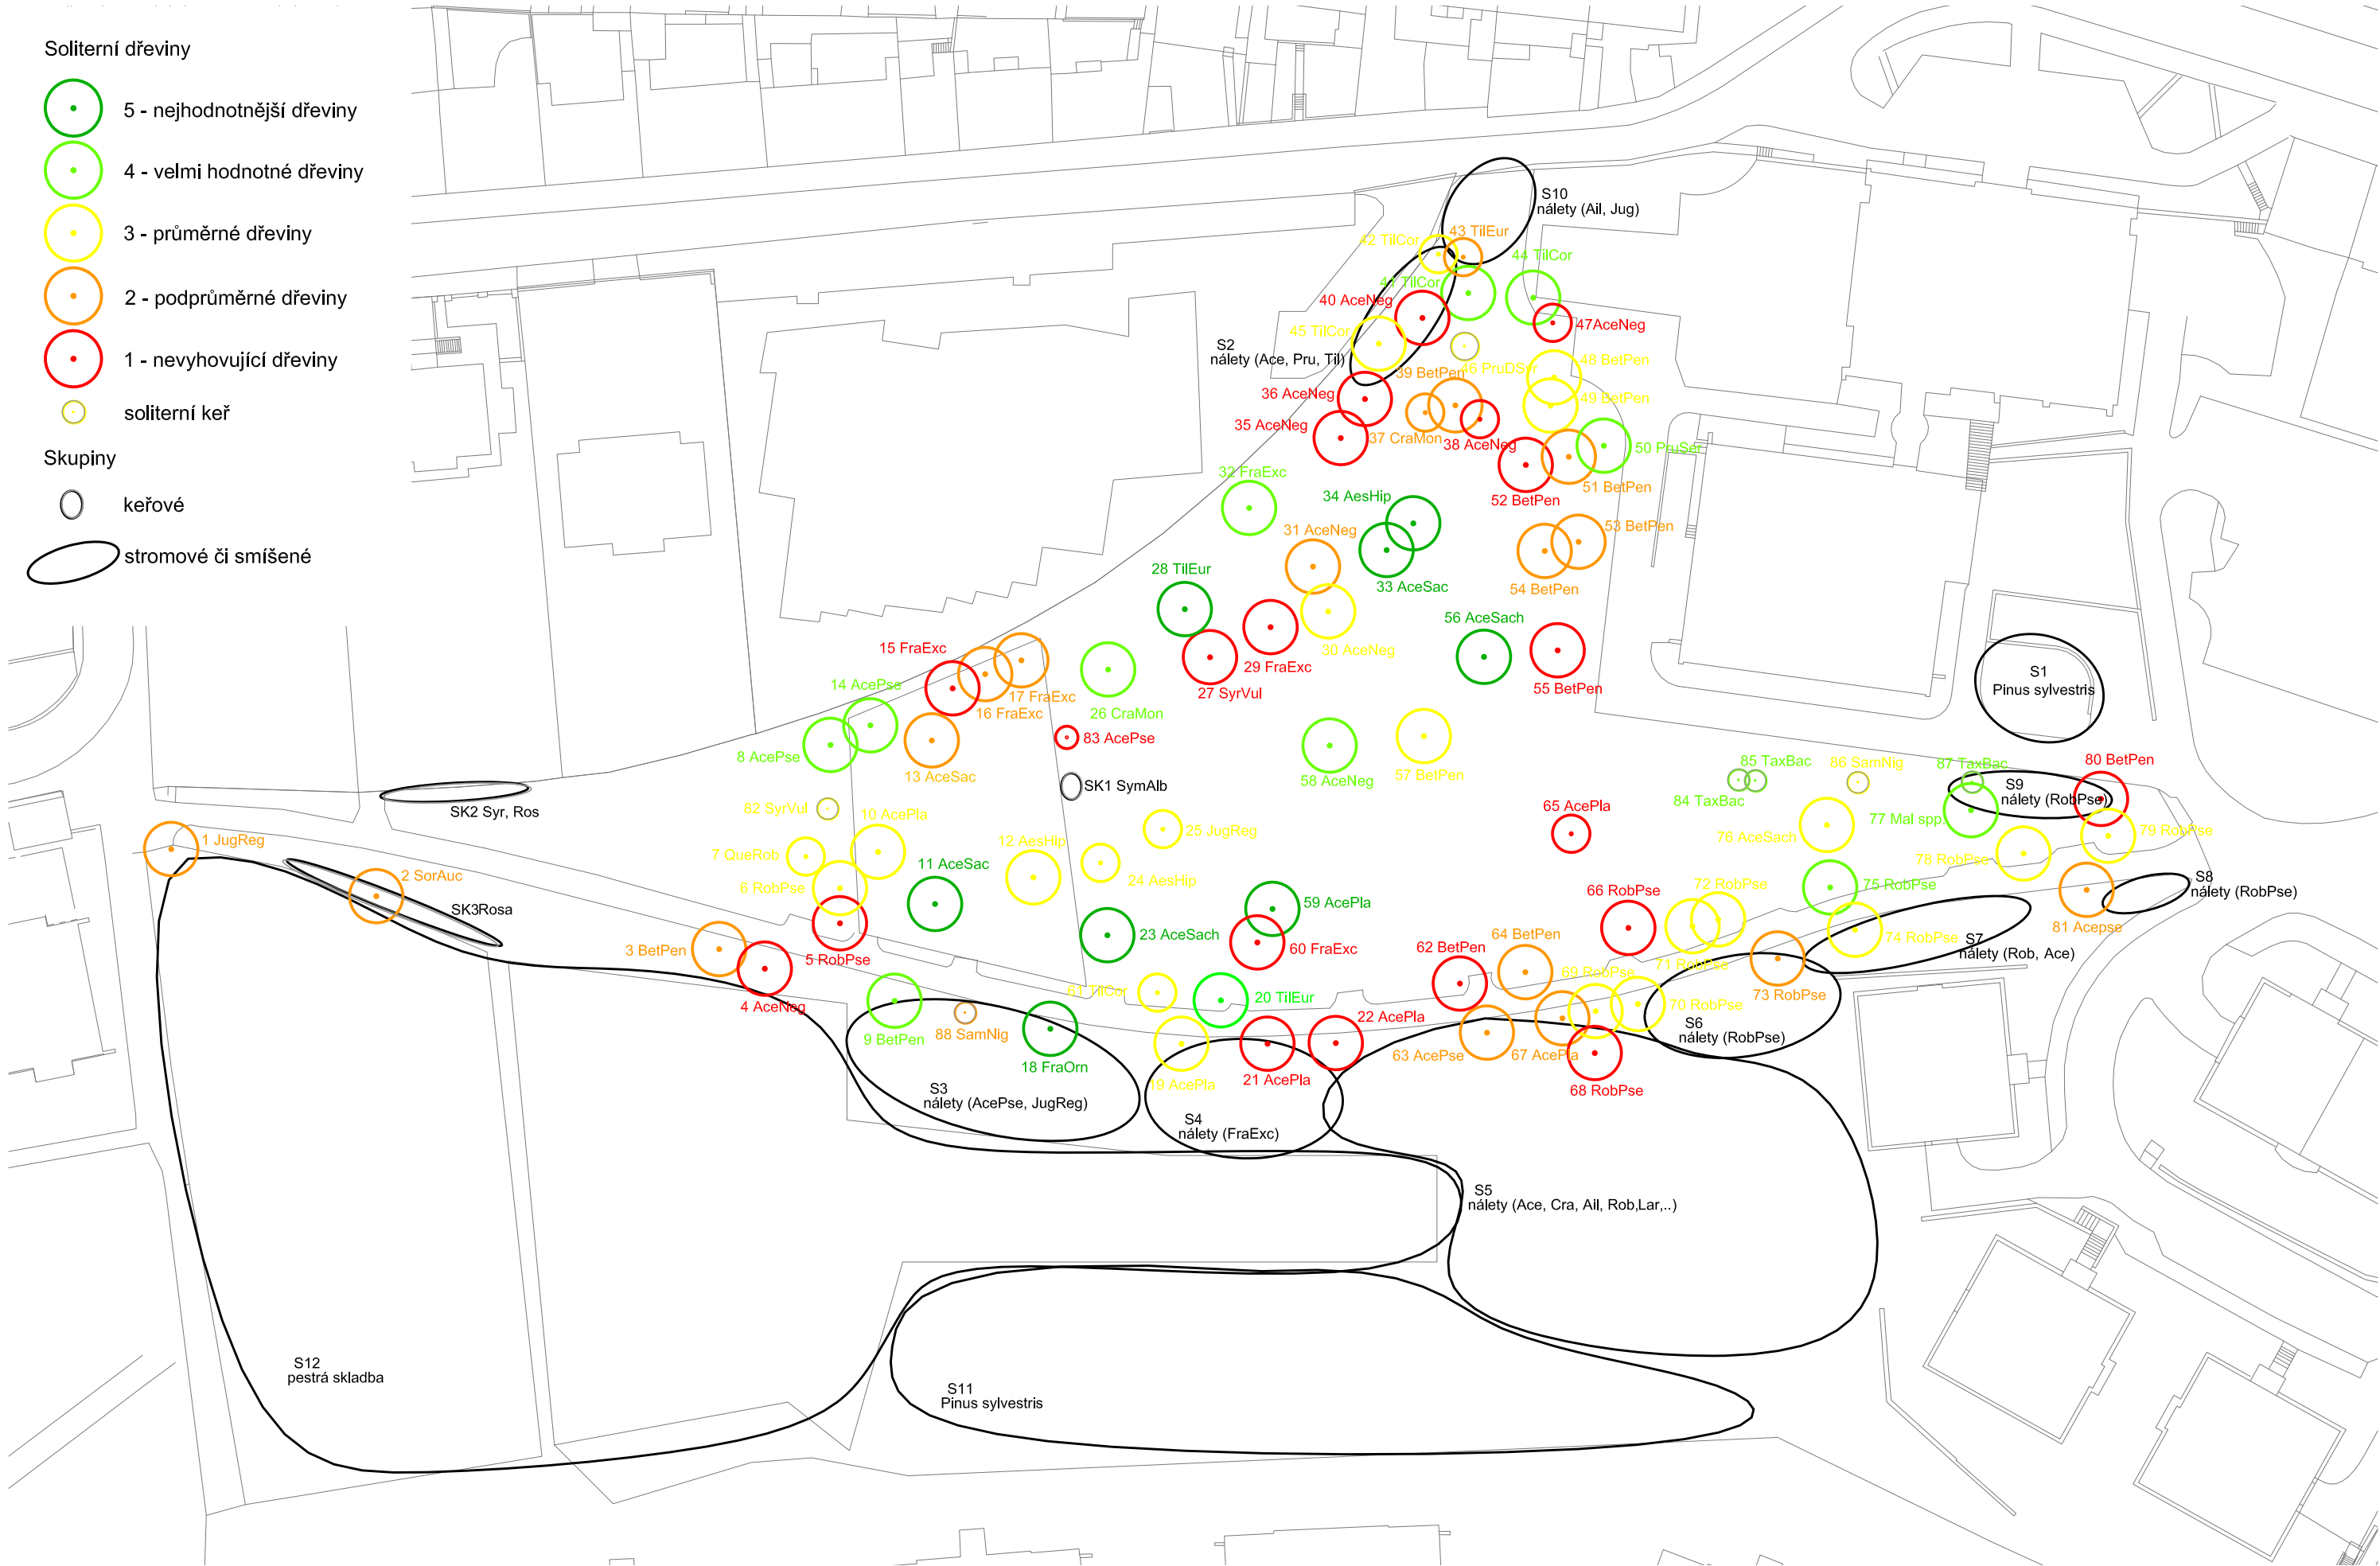 Soliterní dřeviny
5 - nejhodnotnější dřeviny
4 - velmi hodnotné dřeviny
3 - průměrné dřeviny
2 - podprůměrné dřeviny
1 - nevyhovující dřeviny
soliterní keř
Skupiny
keřové
stromové či smíšené
S10
nálety (Ail, Jug)
42 TilCor
43 TilEur
44 TilCor
41 TilCor
40 AceNeg
47AceNeg
45 TilCor
S2
nálety (Ace, Pru, Til)
46 PruDSer
48 BetPen
39 BetPen
36 AceNeg
49 BetPen
35 AceNeg
37 CraMon
38 AceNeg
50 PruSer
32 FraExc
51 BetPen
52 BetPen
34 AesHip
31 AceNeg
53 BetPen
28 TilEur
33 AceSac
54 BetPen
56 AceSach
15 FraExc
30 AceNeg
29 FraExc
S1
Pinus sylvestris
14 AcePse
17 FraExc
27 SyrVul
55 BetPen
16 FraExc
26 CraMon
83 AcePse
8 AcePse
13 AceSac
58 AceNeg
57 BetPen
85 TaxBac
86 SamNig
87 TaxBac
80 BetPen
SK1 SymAlb
S9
nálety (RobPse)
84 TaxBac
SK2 Syr, Ros
82 SyrVul
10 AcePla
65 AcePla
77 Mal spp.
25 JugReg
76 AceSach
79 RobPse
1 JugReg
12 AesHip
7 QueRob
78 RobPse
11 AceSac
2 SorAuc
24 AesHip
S8
nálety (RobPse)
6 RobPse
72 RobPse
75 RobPse
59 AcePla
SK3Rosa
66 RobPse
81 Acepse
23 AceSach
64 BetPen
74 RobPse
S7
nálety (Rob, Ace)
3 BetPen
60 FraExc
62 BetPen
5 RobPse
71 RobPse
69 RobPse
61 TilCor
73 RobPse
20 TilEur
70 RobPse
4 AceNeg
22 AcePla
S6
nálety (RobPse)
88 SamNig
9 BetPen
18 FraOrn
63 AcePse
67 AcePla
19 AcePla
21 AcePla
68 RobPse
S3
nálety (AcePse, JugReg)
S4
nálety (FraExc)
S5
nálety (Ace, Cra, Ail, Rob,Lar,..)
S12
pestrá skladba
S11
Pinus sylvestris